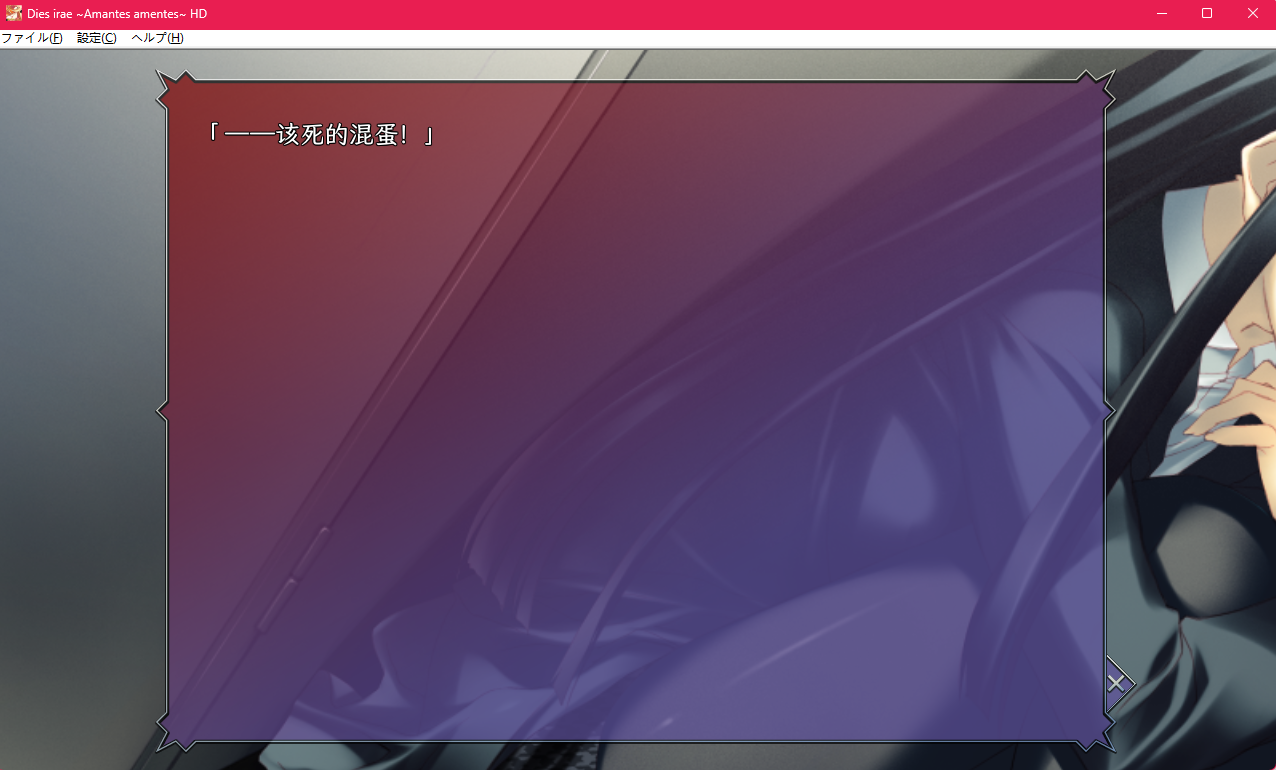 Dies irae ~Amantes amentes~ HD
ファイル(F) 設定(C) ヘルプ(H)
「——该死的混蛋！」